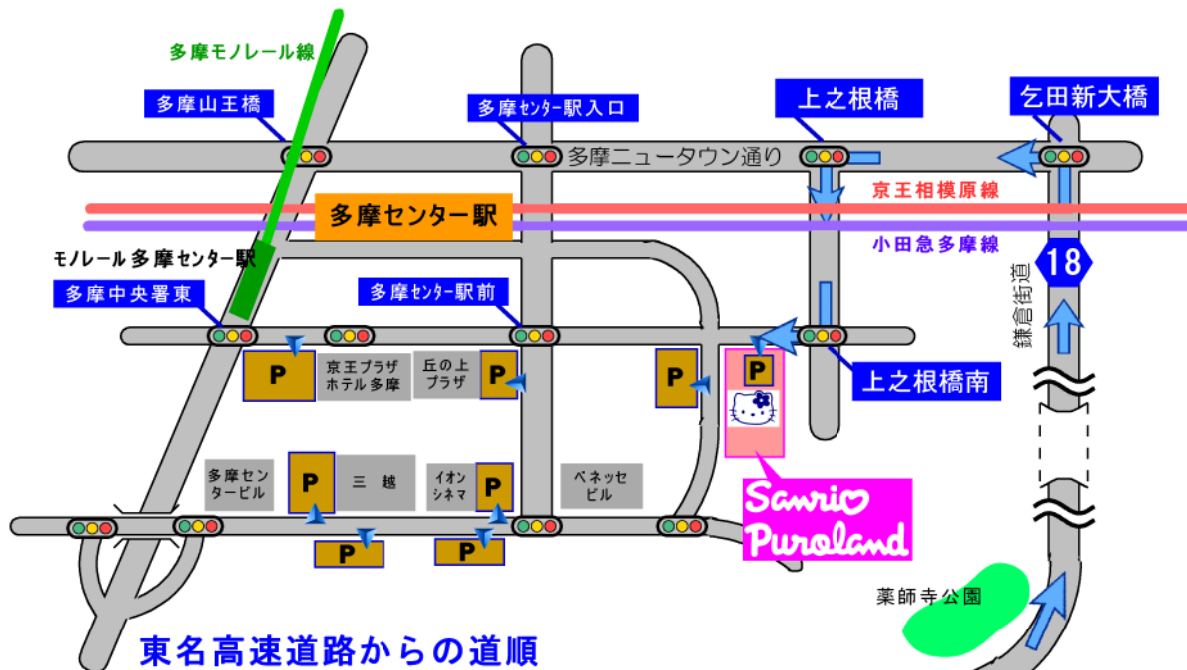 多摩モノレール線
多摩山王橋
多摩センター駅入口
上之根橋
乞田新大橋
多摩ニュータウン通り
京王相模原線
多摩センター駅
小田急多摩線
モノレール多摩センター駅
18
鎌倉街道
多摩中央署東
多摩センター駅前
上之根橋南
P
京王プラザ
ホテル多摩
丘の上
プラザ
P
P
P
多摩セン
タービル
P
三越
イオン
シネマ
P
ベネッセ
ビル
Sanrio
Puroland
P
P
薬師寺公園
東名高速道路からの道順